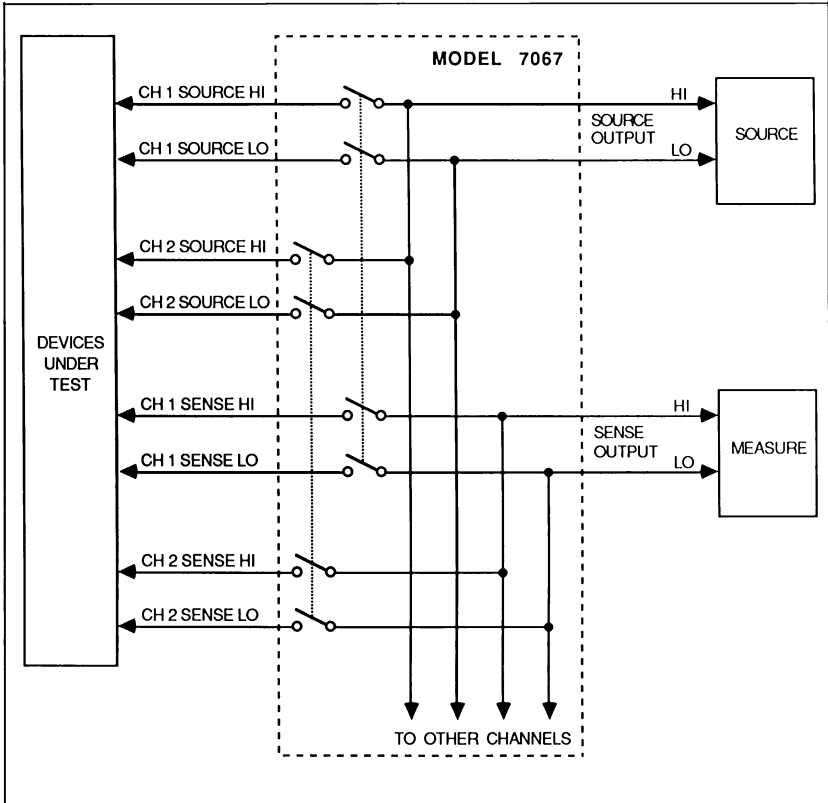 MODEL 7067
CH 1 SOURCE HI
HI
SOURCE
OUTPUT
SOURCE
CH 1 SOURCE LO
LO
CH 2 SOURCE HI
CH 2 SOURCE LO
DEVICES
UNDER
TEST
CH 1 SENSE HI
HI
SENSE
OUTPUT
MEASURE
CH 1 SENSE LO
LO
CH 2 SENSE HI
CH 2 SENSE LO
TO OTHER CHANNELS